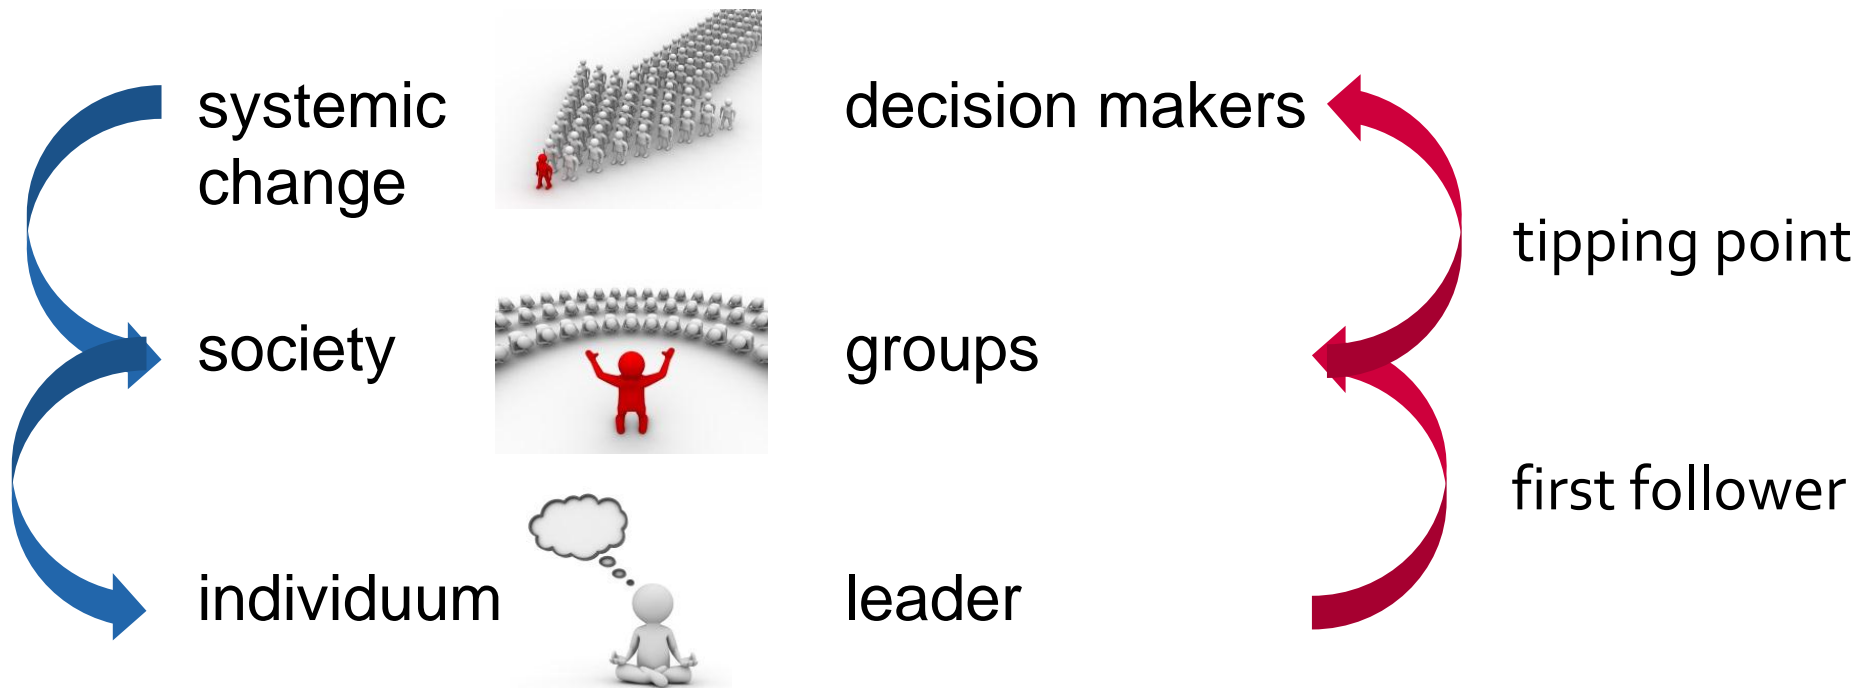 systemic
change
decision makers
tipping point
society
groups
first follower
individuum
leader